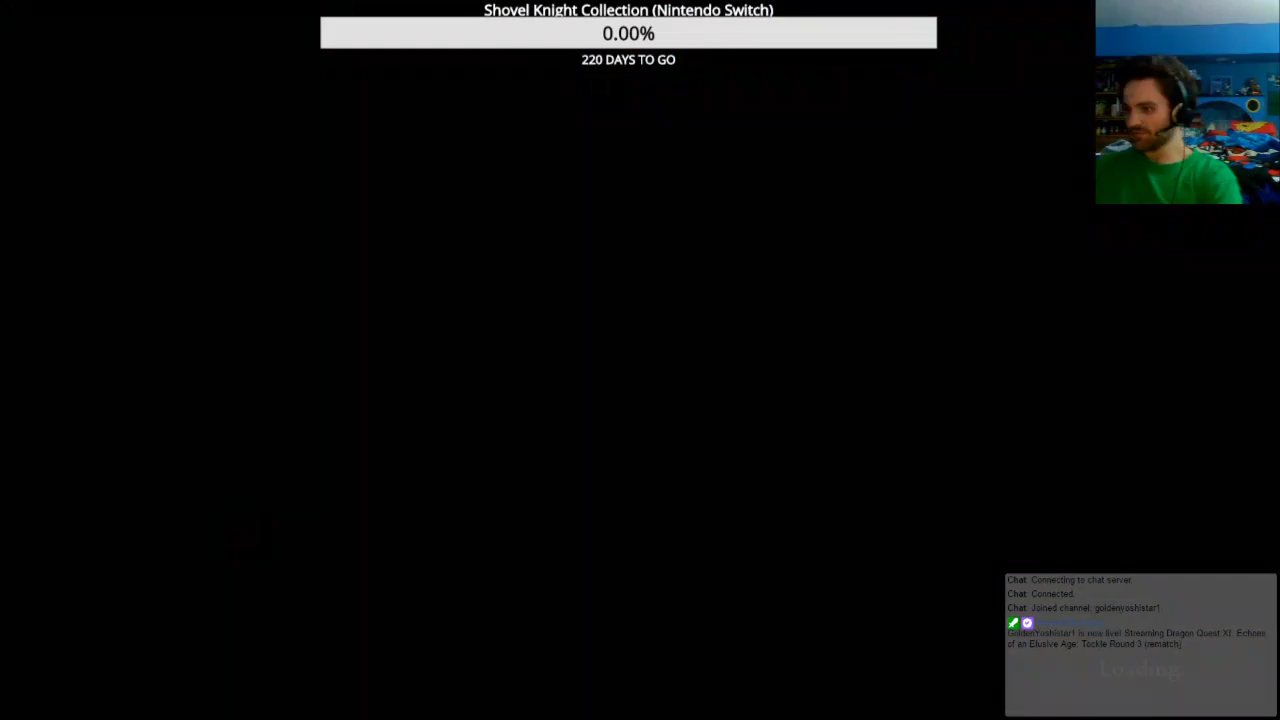 Shovel Knight Collection (Nintendo Switch)
0.00%
220 DAYS TO GO
Chat: Connecting to chat server.
Chat: Connected.
Chat: Joined channel: goldenyoshistar1
GoldenYoshistar1 is now live! Streaming Dragon Quest XI: Echoes
of an Elusive Age: Tockle Round 3 (rematch)
Loading.